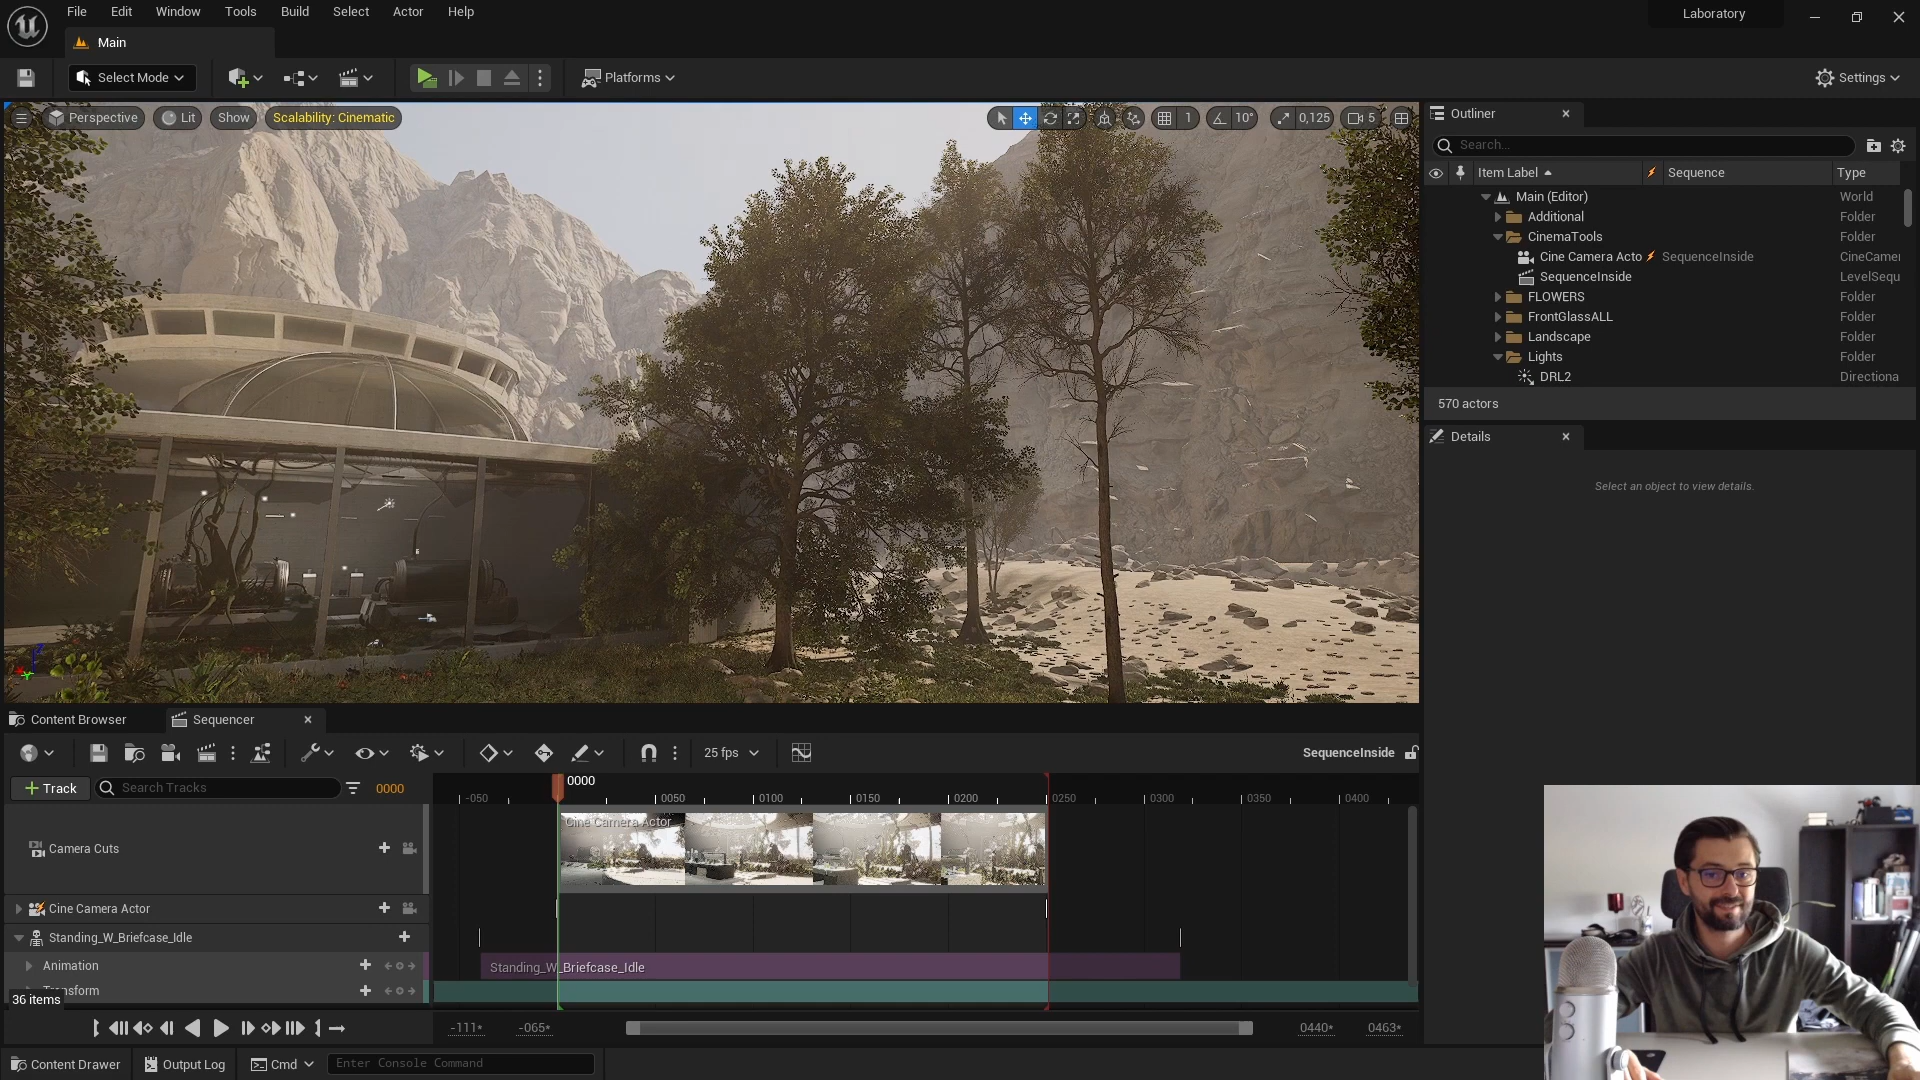 File Edit Window Tools Build Select Actor Help
Laboratory
Main
Select Mode
Platforms
Settings
Perspective Lit Show Scalability: Cinematic
1 10° 0,125 5
Outliner
Search...
Item Label Sequence Type
Main (Editor) World
Additional Folder
CinemaTools Folder
Cine Camera Acto SequenceInside CineCamer
SequenceInside LevelSequ
FLOWERS Folder
FrontGlassALL Folder
Landscape Folder
Lights Folder
DRL2 Directiona
570 actors
Details
Select an object to view details.
Content Browser Sequencer
25 fps
SequenceInside
Track Search Tracks 0000
0000
-050 0050 0100 0150 0200 0250 0300 0350 0400
Cine Camera Actor
Camera Cuts
Cine Camera Actor
Standing_W_Briefcase_Idle
Animation
Standing_W_Briefcase_Idle
Transform
36 items
-111* -065* 0440* 0463*
Content Drawer Output Log Cmd Enter Console Command